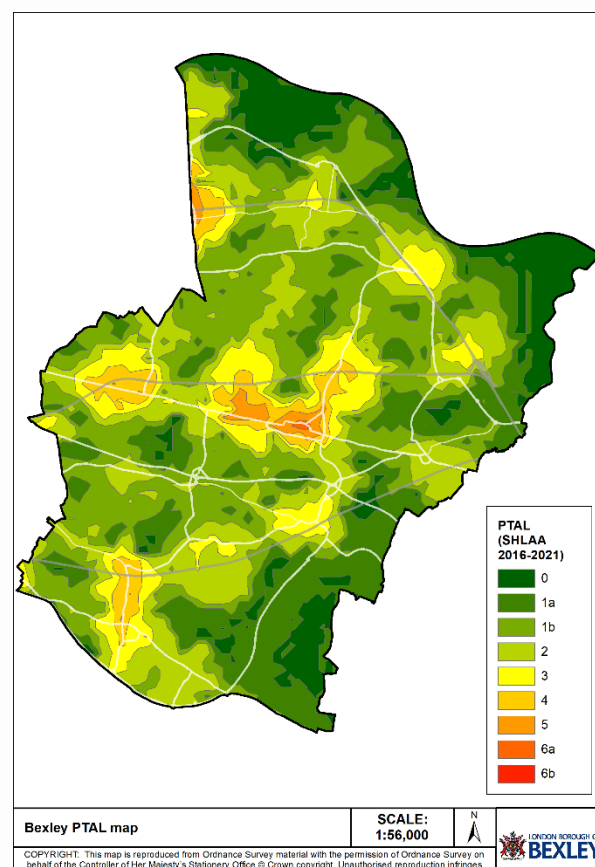 PTAL
(SHLAA
2016-2021)
0
1a
1b
2
3
4
5
6a
6b
Bexley PTAL map
SCALE:
1:56,000
N
LONDON BOROUGH O
BEXLEY
COPYRIGHT: This map is reproduced from Ordnance Survey material with the permission of Ordnance Survey on
behalf of the Controller of Her Majesty's Stationery Office © Crown copyright. Unauthorised reproduction infringes